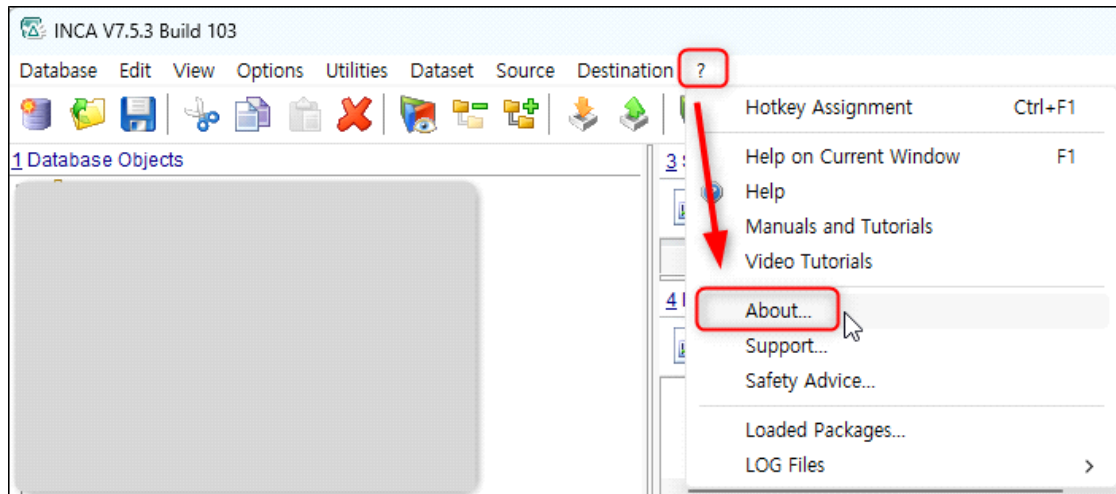 INCA V7.5.3 Build 103
Database Edit View Options Utilities Dataset Source Destination ?
Hotkey Assignment Ctrl+F1
1 Database Objects
3
Help on Current Window F1
Help
Manuals and Tutorials
Video Tutorials
4
About...
Support...
Safety Advice...
Loaded Packages...
LOG Files